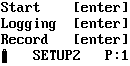 Start [enter]
Logging [enter]
Record [enter]
SETUP2 P:1